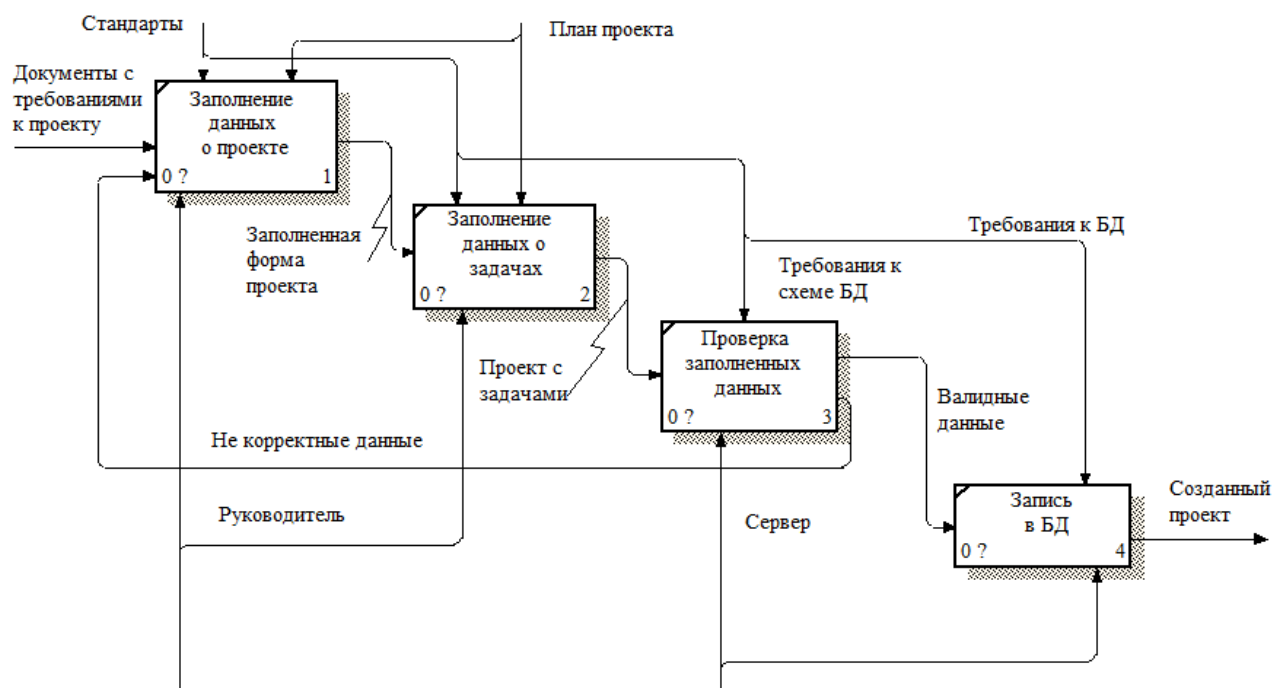 Стандарты
План проекта
Документы с
требованиями
к проекту
Заполнение
данных
о проекте
0 ?
1
Заполненная
форма
проекта
Заполнение
данных о
задачах
0 ?
2
Требования к БД
Требования к
схеме БД
Проект с
задачами
Проверка
заполненных
данных
0 ?
3
Валидные
данные
Не корректные данные
Руководитель
Сервер
Запись
в БД
0 ?
4
Созданный
проект